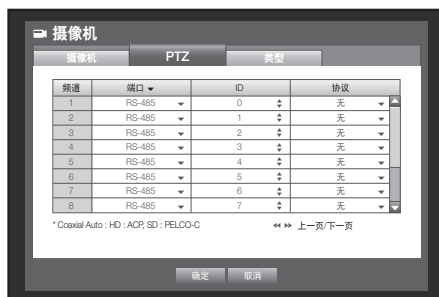 摄像机
摄像机 PTZ 类型
频道 端口 ID 协议
1 RS-485 0 无
2 RS-485 1 无
3 RS-485 2 无
4 RS-485 3 无
5 RS-485 4 无
6 RS-485 5 无
7 RS-485 6 无
8 RS-485 7 无
* Coaxial Auto : HD : ACP, SD : PELCO-C 上一页/下一页
确定 取消